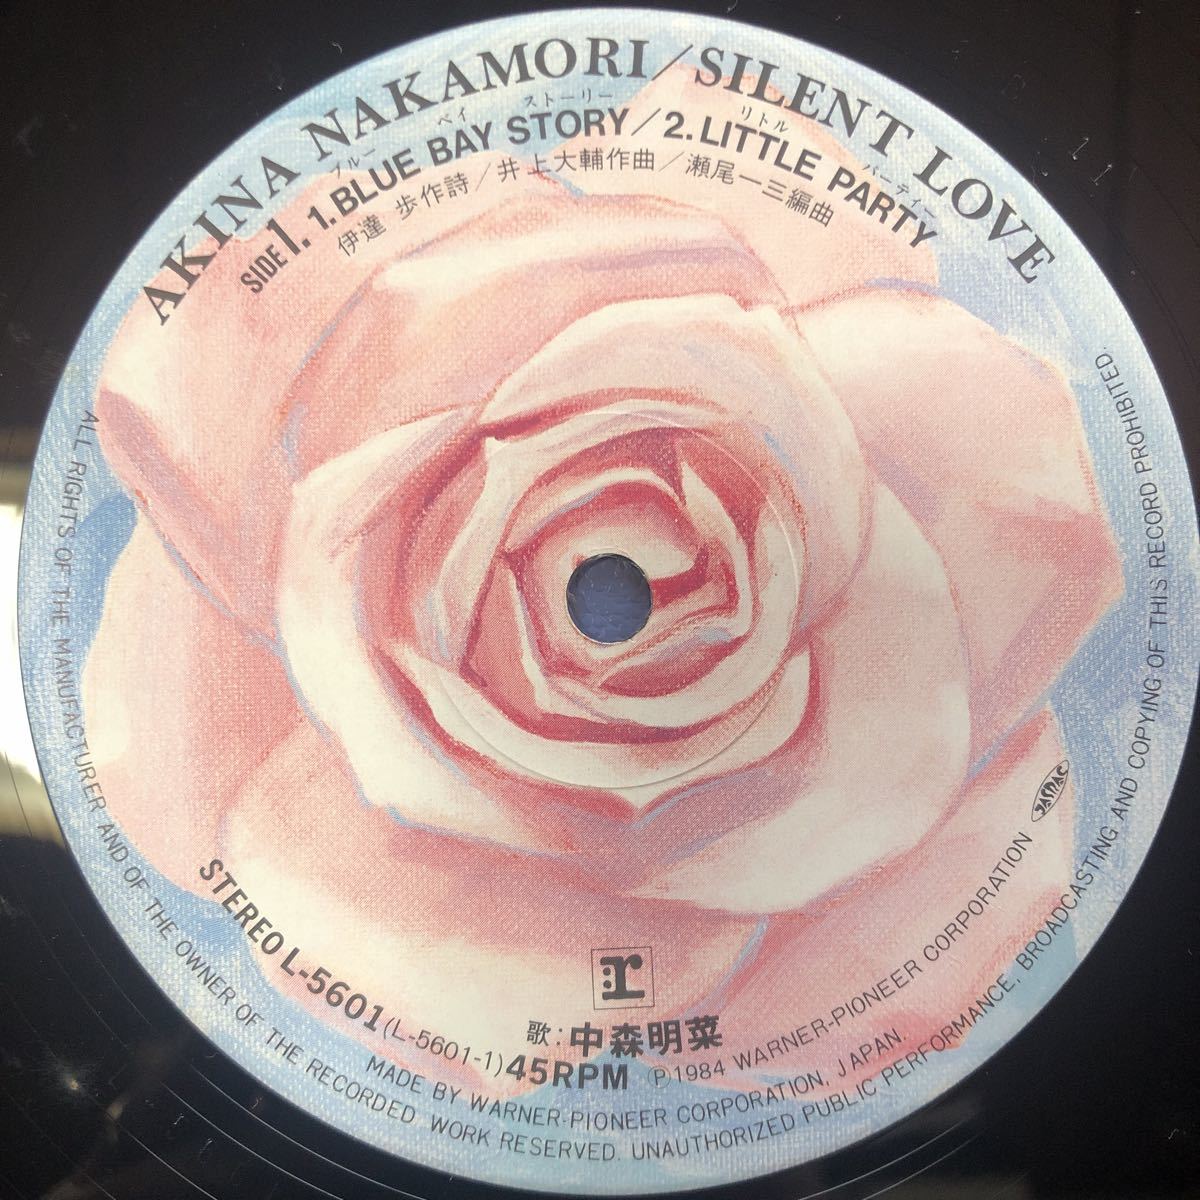 AKINA NAKAMORI/SILENT LOVE
ブルー ベイ ストーリー リトル パーティー
SIDE 1. 1.BLUE BAY STORY/2.LITTLE PARTY
伊達 歩作詩/井上大輔作曲/瀬尾一三編曲
JASRAC
r
歌:中森明菜
STEREO L-5601(L-5601-1)45RPM Ⓟ1984 WARNER-PIONEER CORPORATION
MADE BY WARNER-PIONEER CORPORATION, JAPAN.
ALL RIGHTS OF THE MANUFACTURER AND OF THE OWNER OF THE RECORDED WORK RESERVED. UNAUTHORIZED PUBLIC PERFORMANCE, BROADCASTING AND COPYING OF THIS RECORD PROHIBITED.